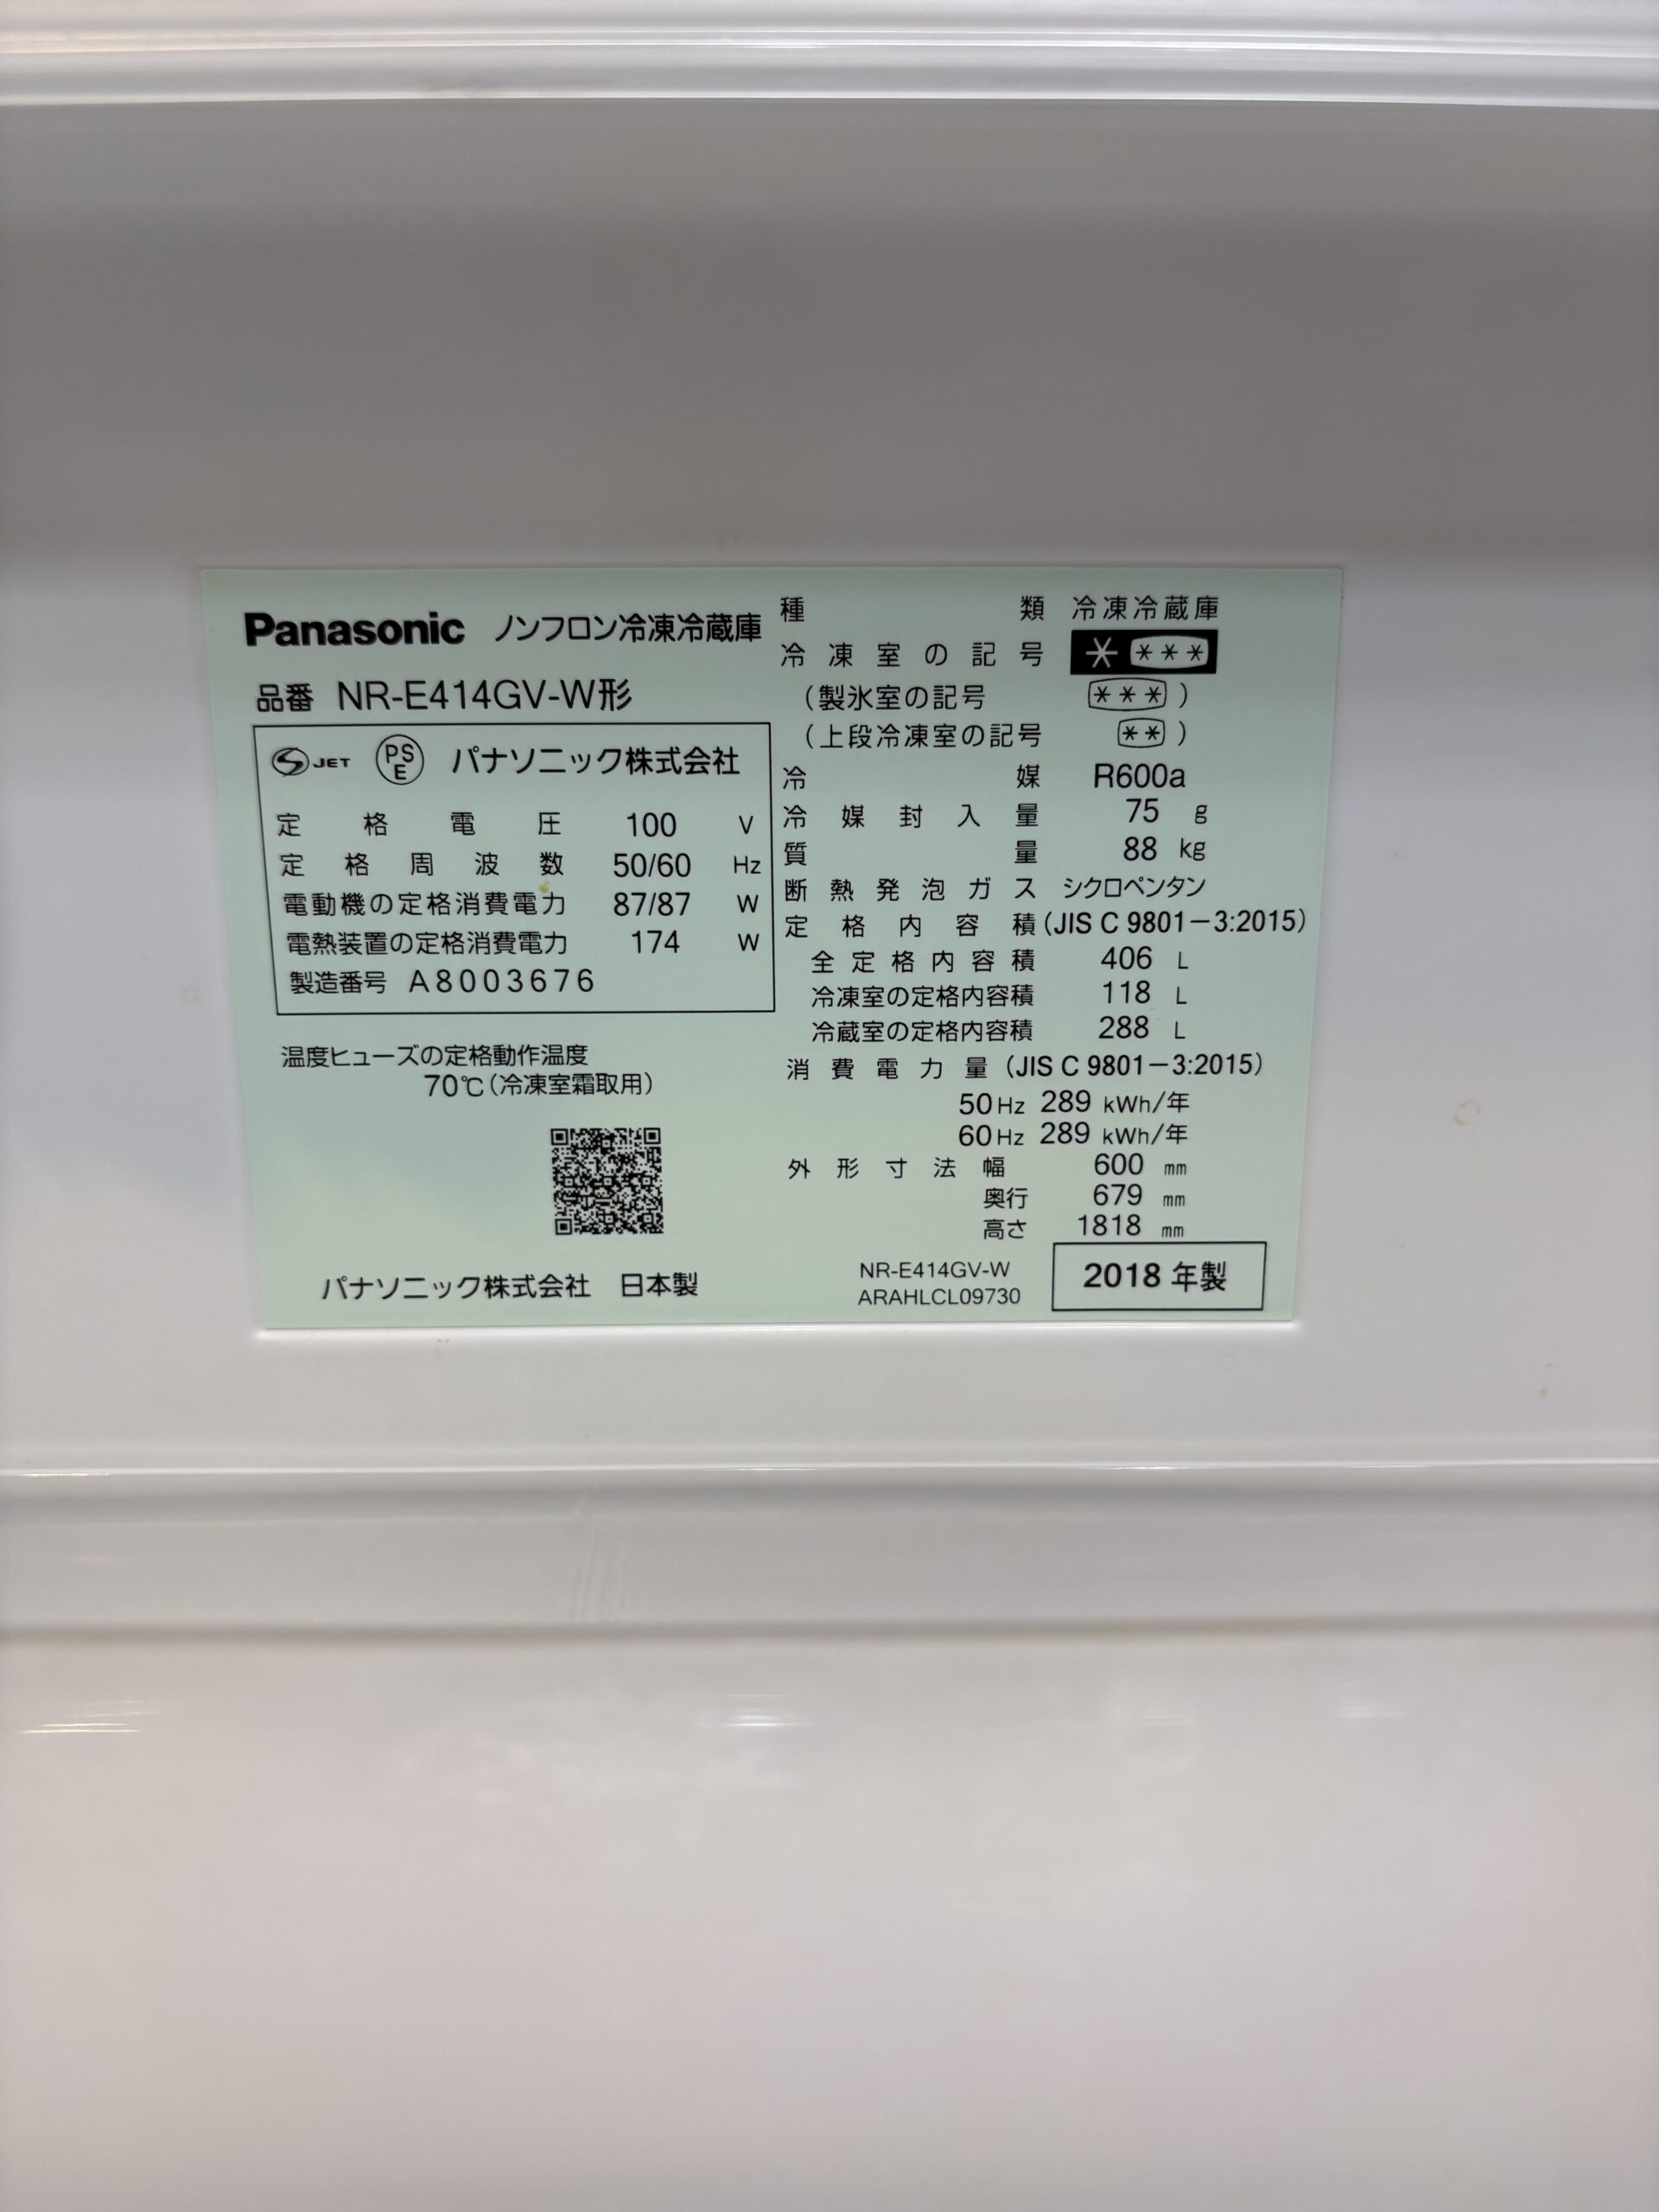 Panasonic ノンフロン冷凍冷蔵庫
品番 NR-E414GV-W形
JET PSE パナソニック株式会社
定格電圧 100 V
定格周波数 50/60 Hz
電動機の定格消費電力 87/87 W
電熱装置の定格消費電力 174 W
製造番号 A8003676
温度ヒューズの定格動作温度
70℃(冷凍室霜取用)
パナソニック株式会社 日本製
種類 冷凍冷蔵庫
冷凍室の記号 * ***
(製氷室の記号 ***)
(上段冷凍室の記号 **)
冷媒 R600a
冷媒封入量 75 g
質量 88 kg
断熱発泡ガス シクロペンタン
定格内容積(JIS C 9801-3:2015)
全定格内容積 406 L
冷凍室の定格内容積 118 L
冷蔵室の定格内容積 288 L
消費電力量(JIS C 9801-3:2015)
50Hz 289 kWh/年
60Hz 289 kWh/年
外形寸法幅 600 mm
奥行 679 mm
高さ 1818 mm
NR-E414GV-W
ARAHLCL09730
2018年製